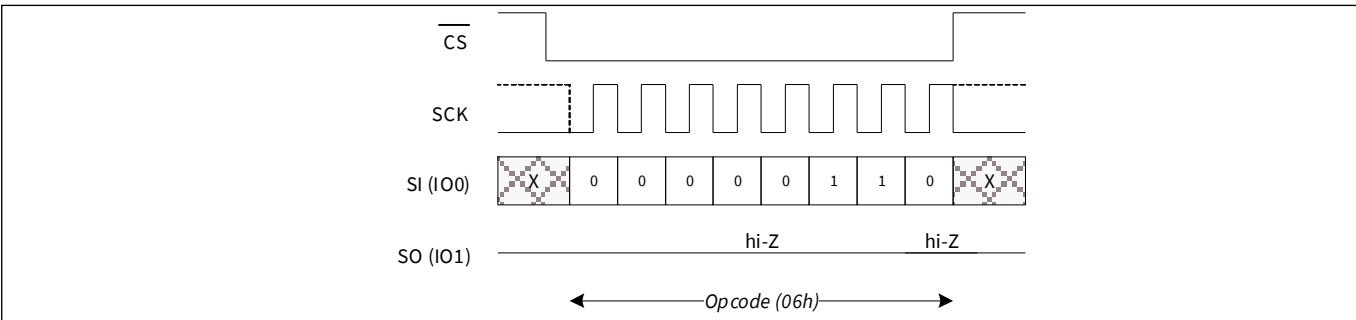 CS
SCK
SI (IO0) X 0 0 0 0 0 1 1 0 X
hi-Z hi-Z
SO (IO1)
Opcode (06h)